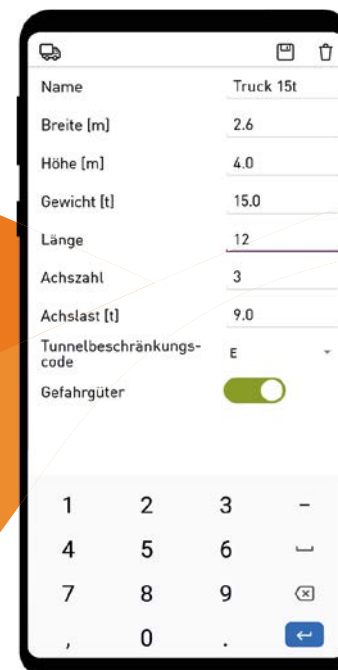 Name Truck 15t
Breite [m] 2.6
Höhe [m] 4.0
Gewicht [t] 15.0
Länge 12
Achszahl 3
Achslast [t] 9.0
Tunnelbeschränkungs-
code E
Gefahrgüter
1 2 3 –
4 5 6
7 8 9
, 0 .